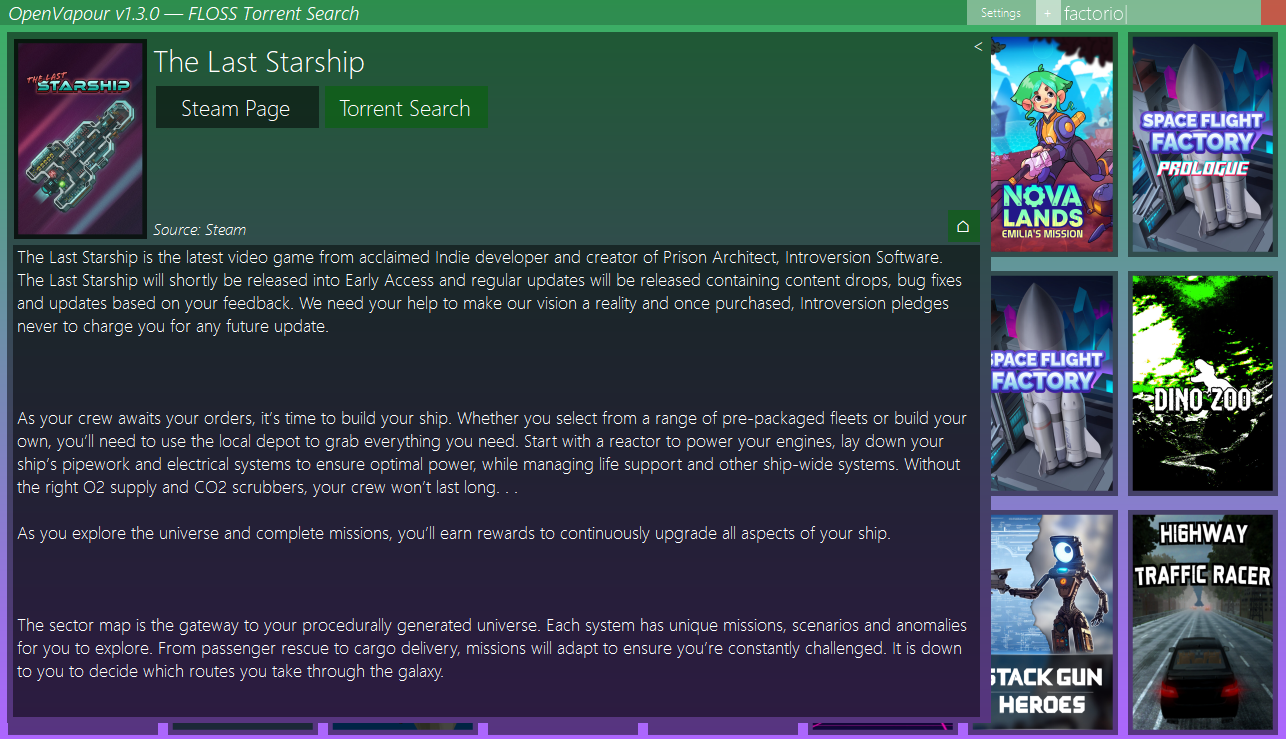 OpenVapour v1.3.0 — FLOSS Torrent Search
Settings
+
factorio
THE LAST
STARSHIP
The Last Starship
<
Steam Page
Torrent Search
Source: Steam
The Last Starship is the latest video game from acclaimed Indie developer and creator of Prison Architect, Introversion Software.
The Last Starship will shortly be released into Early Access and regular updates will be released containing content drops, bug fixes
and updates based on your feedback. We need your help to make our vision a reality and once purchased, Introversion pledges
never to charge you for any future update.
As your crew awaits your orders, it’s time to build your ship. Whether you select from a range of pre-packaged fleets or build your
own, you’ll need to use the local depot to grab everything you need. Start with a reactor to power your engines, lay down your
ship’s pipework and electrical systems to ensure optimal power, while managing life support and other ship-wide systems. Without
the right O2 supply and CO2 scrubbers, your crew won’t last long. . .
As you explore the universe and complete missions, you’ll earn rewards to continuously upgrade all aspects of your ship.
The sector map is the gateway to your procedurally generated universe. Each system has unique missions, scenarios and anomalies
for you to explore. From passenger rescue to cargo delivery, missions will adapt to ensure you’re constantly challenged. It is down
to you to decide which routes you take through the galaxy.
NOVA
LANDS
EMILIA'S MISSION
SPACE FLIGHT
FACTORY
PROLOGUE
SPACE FLIGHT
FACTORY
DINO ZOO
STACK GUN
HEROES
HIGHWAY
TRAFFIC RACER